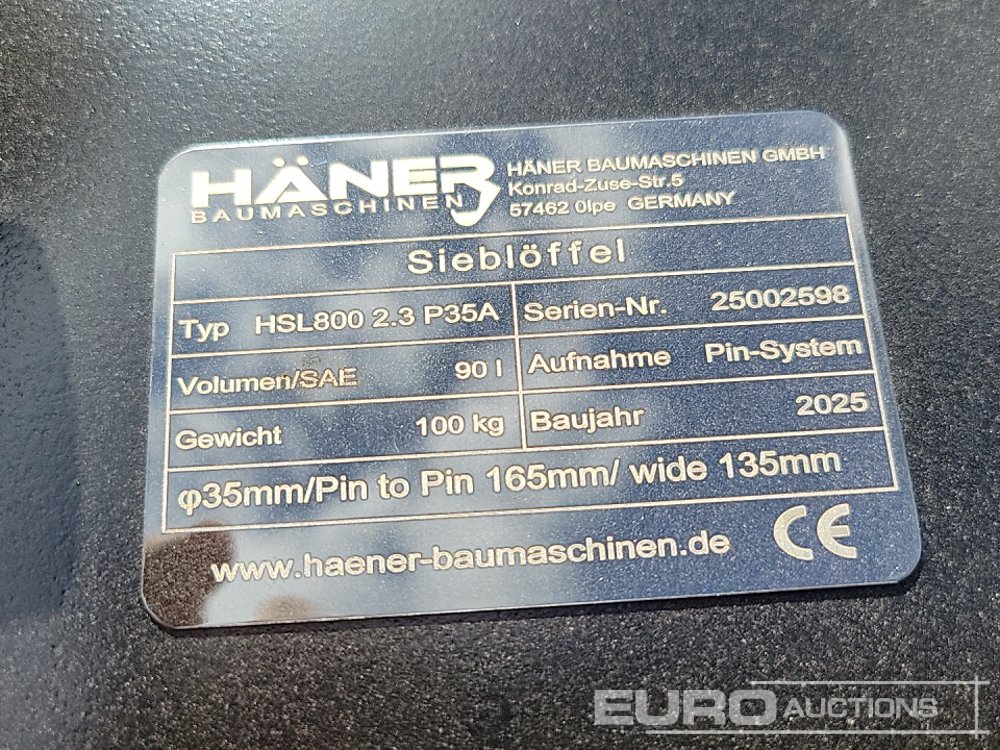 HÄNER
BAUMASCHINEN
HÄNER BAUMASCHINEN GMBH
Konrad-Zuse-Str.5
57462 Olpe GERMANY
Sieblöffel
Typ HSL800 2.3 P35A
Serien-Nr. 25002598
Volumen/SAE 90 l
Aufnahme Pin-System
Gewicht 100 kg
Baujahr 2025
φ35mm/Pin to Pin 165mm/ wide 135mm
www.haener-baumaschinen.de
CE
EURO AUCTIONS